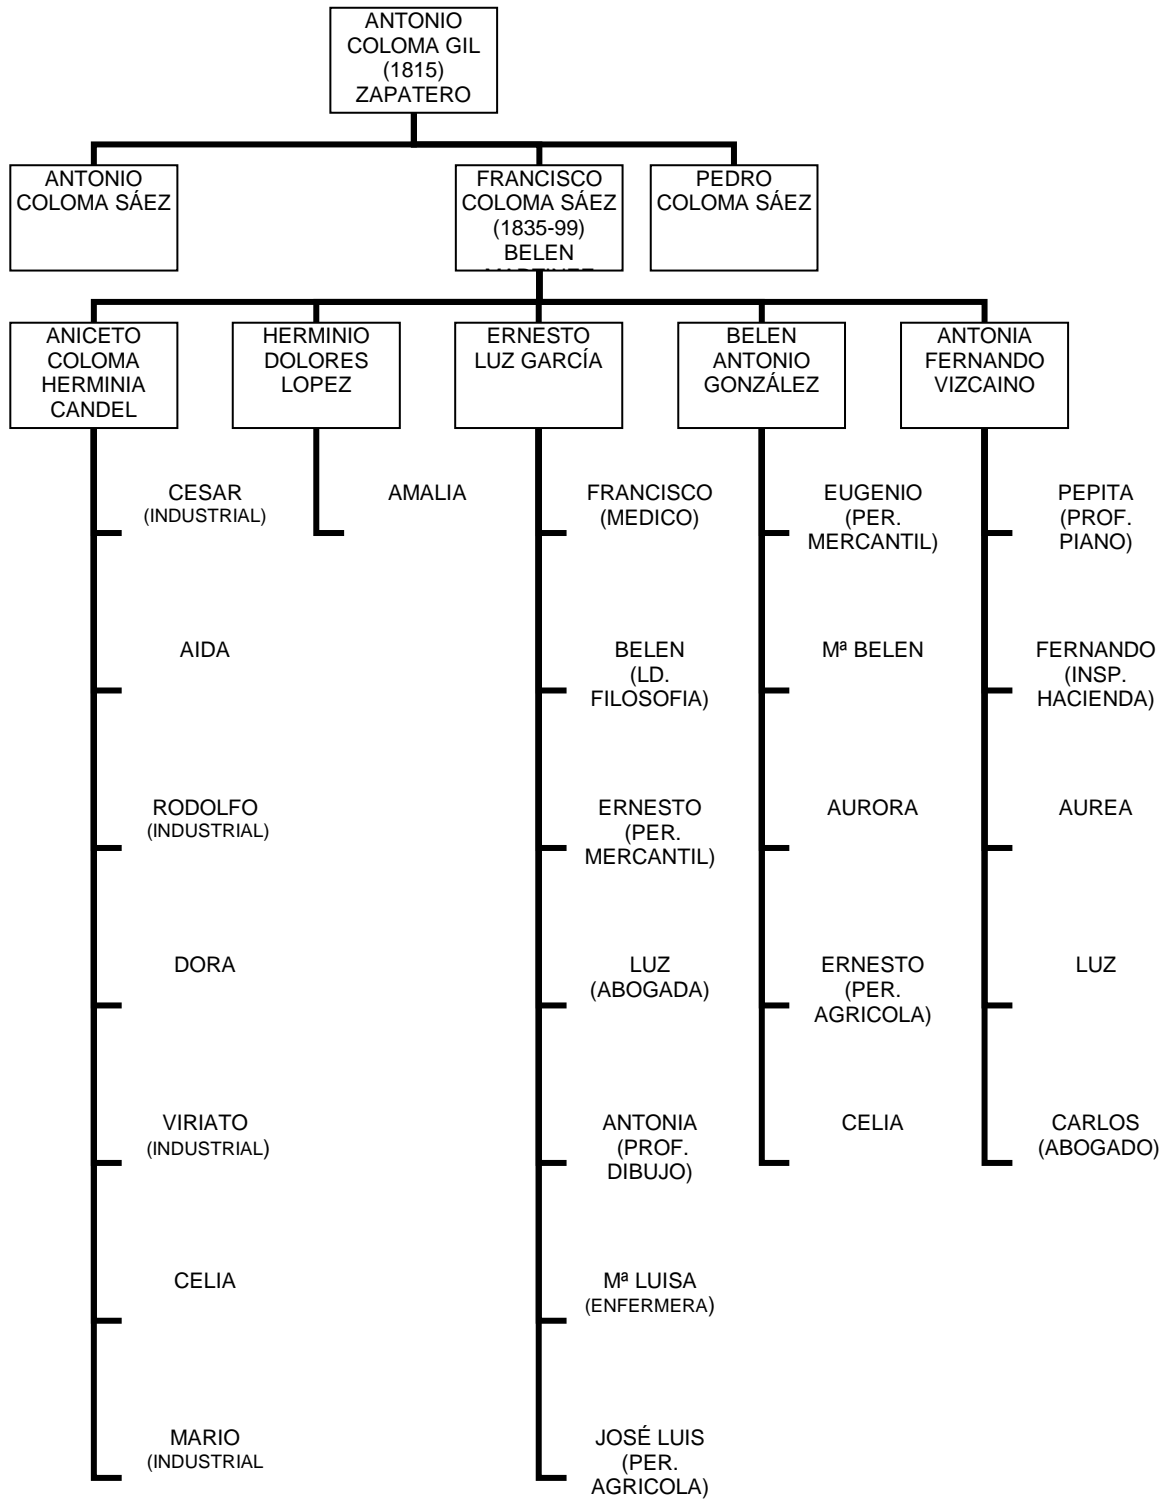 ANTONIO
COLOMA GIL
(1815)
ZAPATERO
ANTONIO
COLOMA SÁEZ
FRANCISCO
COLOMA SÁEZ
(1835-99)
BELEN
PEDRO
COLOMA SÁEZ
ANICETO
COLOMA
HERMINIA
CANDEL
HERMINIO
DOLORES
LOPEZ
ERNESTO
LUZ GARCÍA
BELEN
ANTONIO
GONZÁLEZ
ANTONIA
FERNANDO
VIZCAINO
CESAR
(INDUSTRIAL)
AMALIA
FRANCISCO
(MEDICO)
EUGENIO
(PER.
MERCANTIL)
PEPITA
(PROF.
PIANO)
AIDA
BELEN
(LD.
FILOSOFIA)
Mª BELEN
FERNANDO
(INSP.
HACIENDA)
RODOLFO
(INDUSTRIAL)
ERNESTO
(PER.
MERCANTIL)
AURORA
AUREA
DORA
LUZ
(ABOGADA)
ERNESTO
(PER.
AGRICOLA)
LUZ
VIRIATO
(INDUSTRIAL)
ANTONIA
(PROF.
DIBUJO)
CELIA
CARLOS
(ABOGADO)
CELIA
Mª LUISA
(ENFERMERA)
MARIO
(INDUSTRIAL
JOSÉ LUIS
(PER.
AGRICOLA)